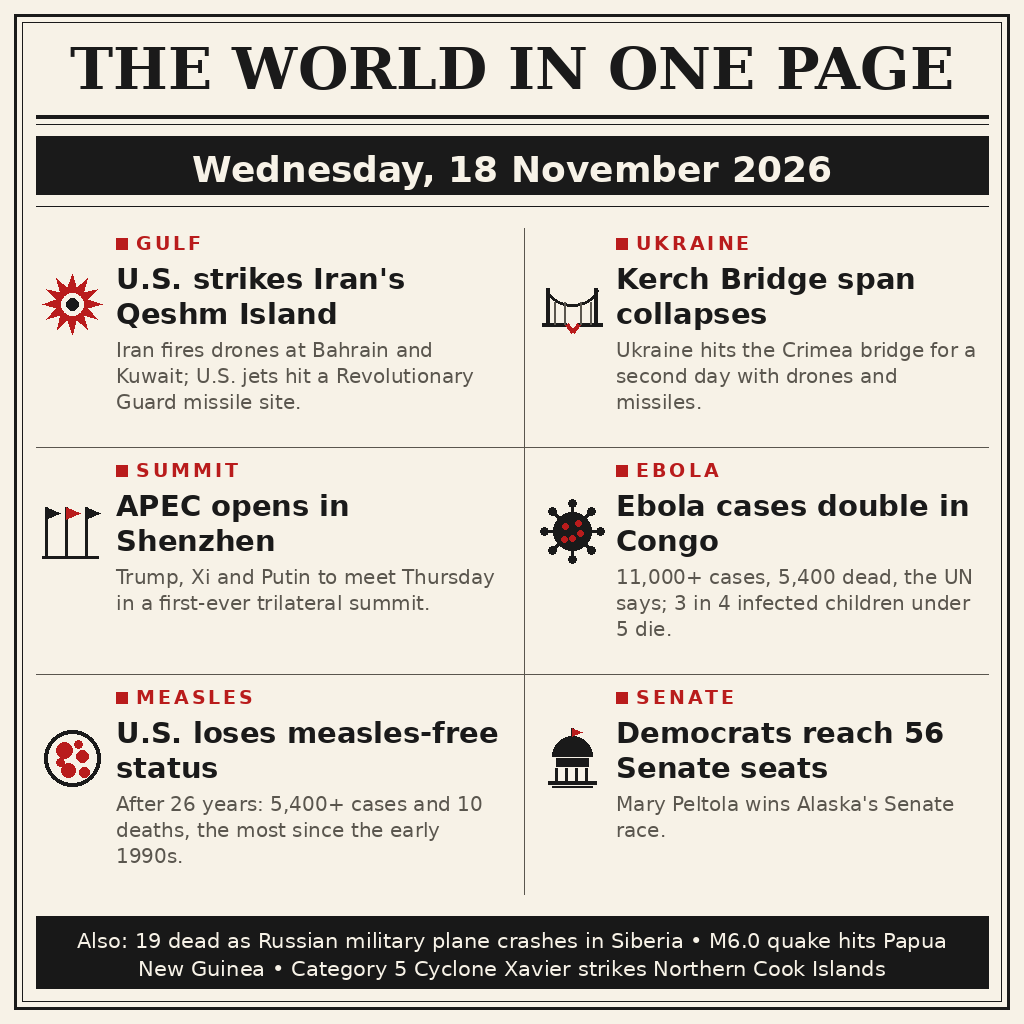 THE WORLD IN ONE PAGE
Wednesday, 18 November 2026
GULF
U.S. strikes Iran's
Qeshm Island
Iran fires drones at Bahrain and
Kuwait; U.S. jets hit a Revolutionary
Guard missile site.
UKRAINE
Kerch Bridge span
collapses
Ukraine hits the Crimea bridge for a
second day with drones and
missiles.
SUMMIT
APEC opens in
Shenzhen
Trump, Xi and Putin to meet Thursday
in a first-ever trilateral summit.
EBOLA
Ebola cases double in
Congo
11,000+ cases, 5,400 dead, the UN
says; 3 in 4 infected children under
5 die.
MEASLES
U.S. loses measles-free
status
After 26 years: 5,400+ cases and 10
deaths, the most since the early
1990s.
SENATE
Democrats reach 56
Senate seats
Mary Peltola wins Alaska's Senate
race.
Also: 19 dead as Russian military plane crashes in Siberia • M6.0 quake hits Papua
New Guinea • Category 5 Cyclone Xavier strikes Northern Cook Islands